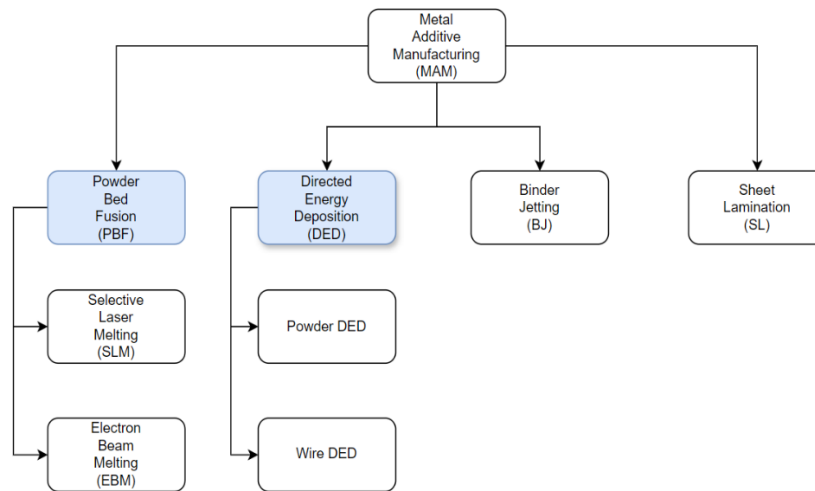 Metal
Additive
Manufacturing
(MAM)
Powder
Bed
Fusion
(PBF)
Directed
Energy
Deposition
(DED)
Binder
Jetting
(BJ)
Sheet
Lamination
(SL)
Selective
Laser
Melting
(SLM)
Powder DED
Electron
Beam
Melting
(EBM)
Wire DED